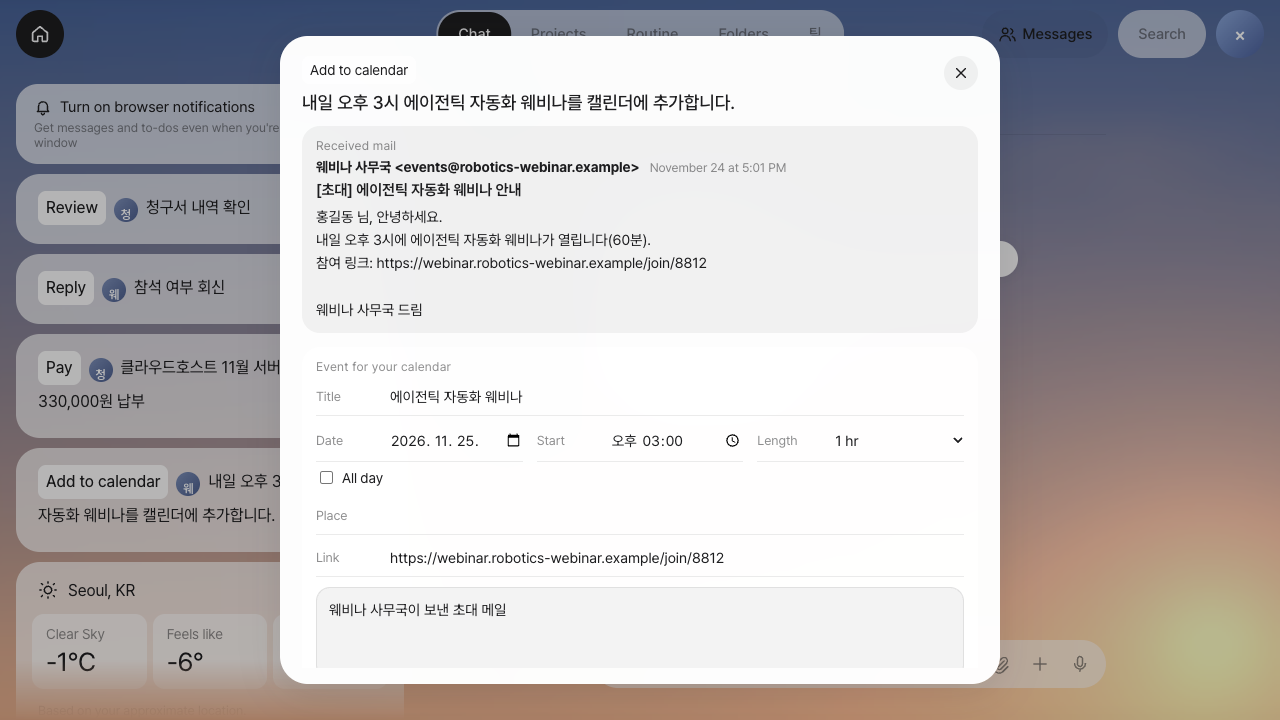 Chat
Projects
Routine
Folders
팀
Messages
Search
Turn on browser notifications
Get messages and to-dos even when you're
window
Review
청
청구서 내역 확인
Reply
웨
참석 여부 회신
Pay
청
클라우드호스트 11월 서버
330,000원 납부
Add to calendar
웨
내일 오후 3
자동화 웨비나를 캘린더에 추가합니다.
Seoul, KR
Clear Sky
-1°C
Feels like
-6°
Based on your approximate location
Add to calendar
내일 오후 3시 에이전틱 자동화 웨비나를 캘린더에 추가합니다.
Received mail
웨비나 사무국 <events@robotics-webinar.example> November 24 at 5:01 PM
[초대] 에이전틱 자동화 웨비나 안내
홍길동 님, 안녕하세요.
내일 오후 3시에 에이전틱 자동화 웨비나가 열립니다(60분).
참여 링크: https://webinar.robotics-webinar.example/join/8812
웨비나 사무국 드림
Event for your calendar
Title 에이전틱 자동화 웨비나
Date 2026. 11. 25. Start 오후 03:00 Length 1 hr
All day
Place
Link https://webinar.robotics-webinar.example/join/8812
웨비나 사무국이 보낸 초대 메일